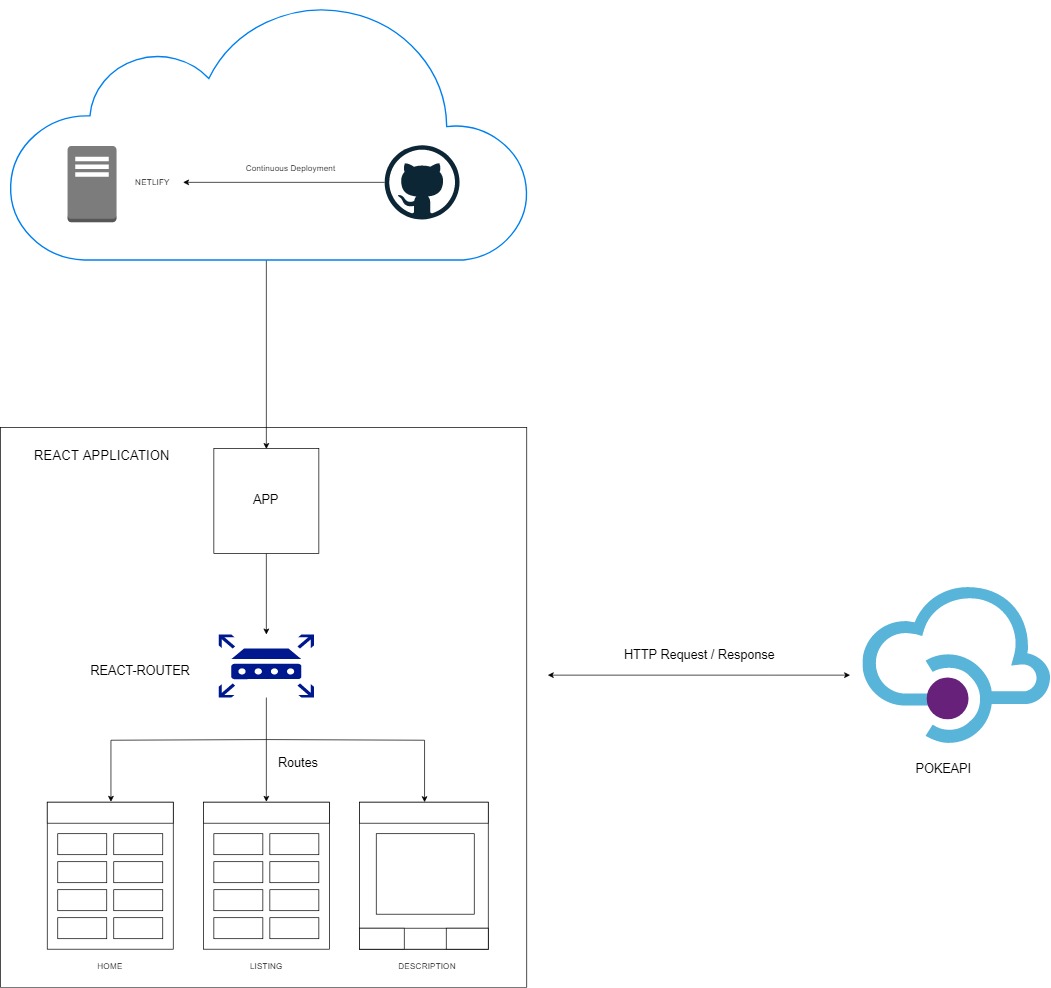 Continuous Deployment
NETLIFY
REACT APPLICATION
APP
HTTP Request / Response
REACT-ROUTER
Routes
POKEAPI
HOME
LISTING
DESCRIPTION